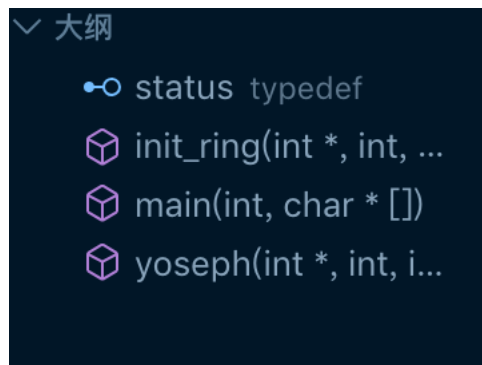 大纲
status typedef
init_ring(int *, int, ...
main(int, char * [])
yoseph(int *, int, i...